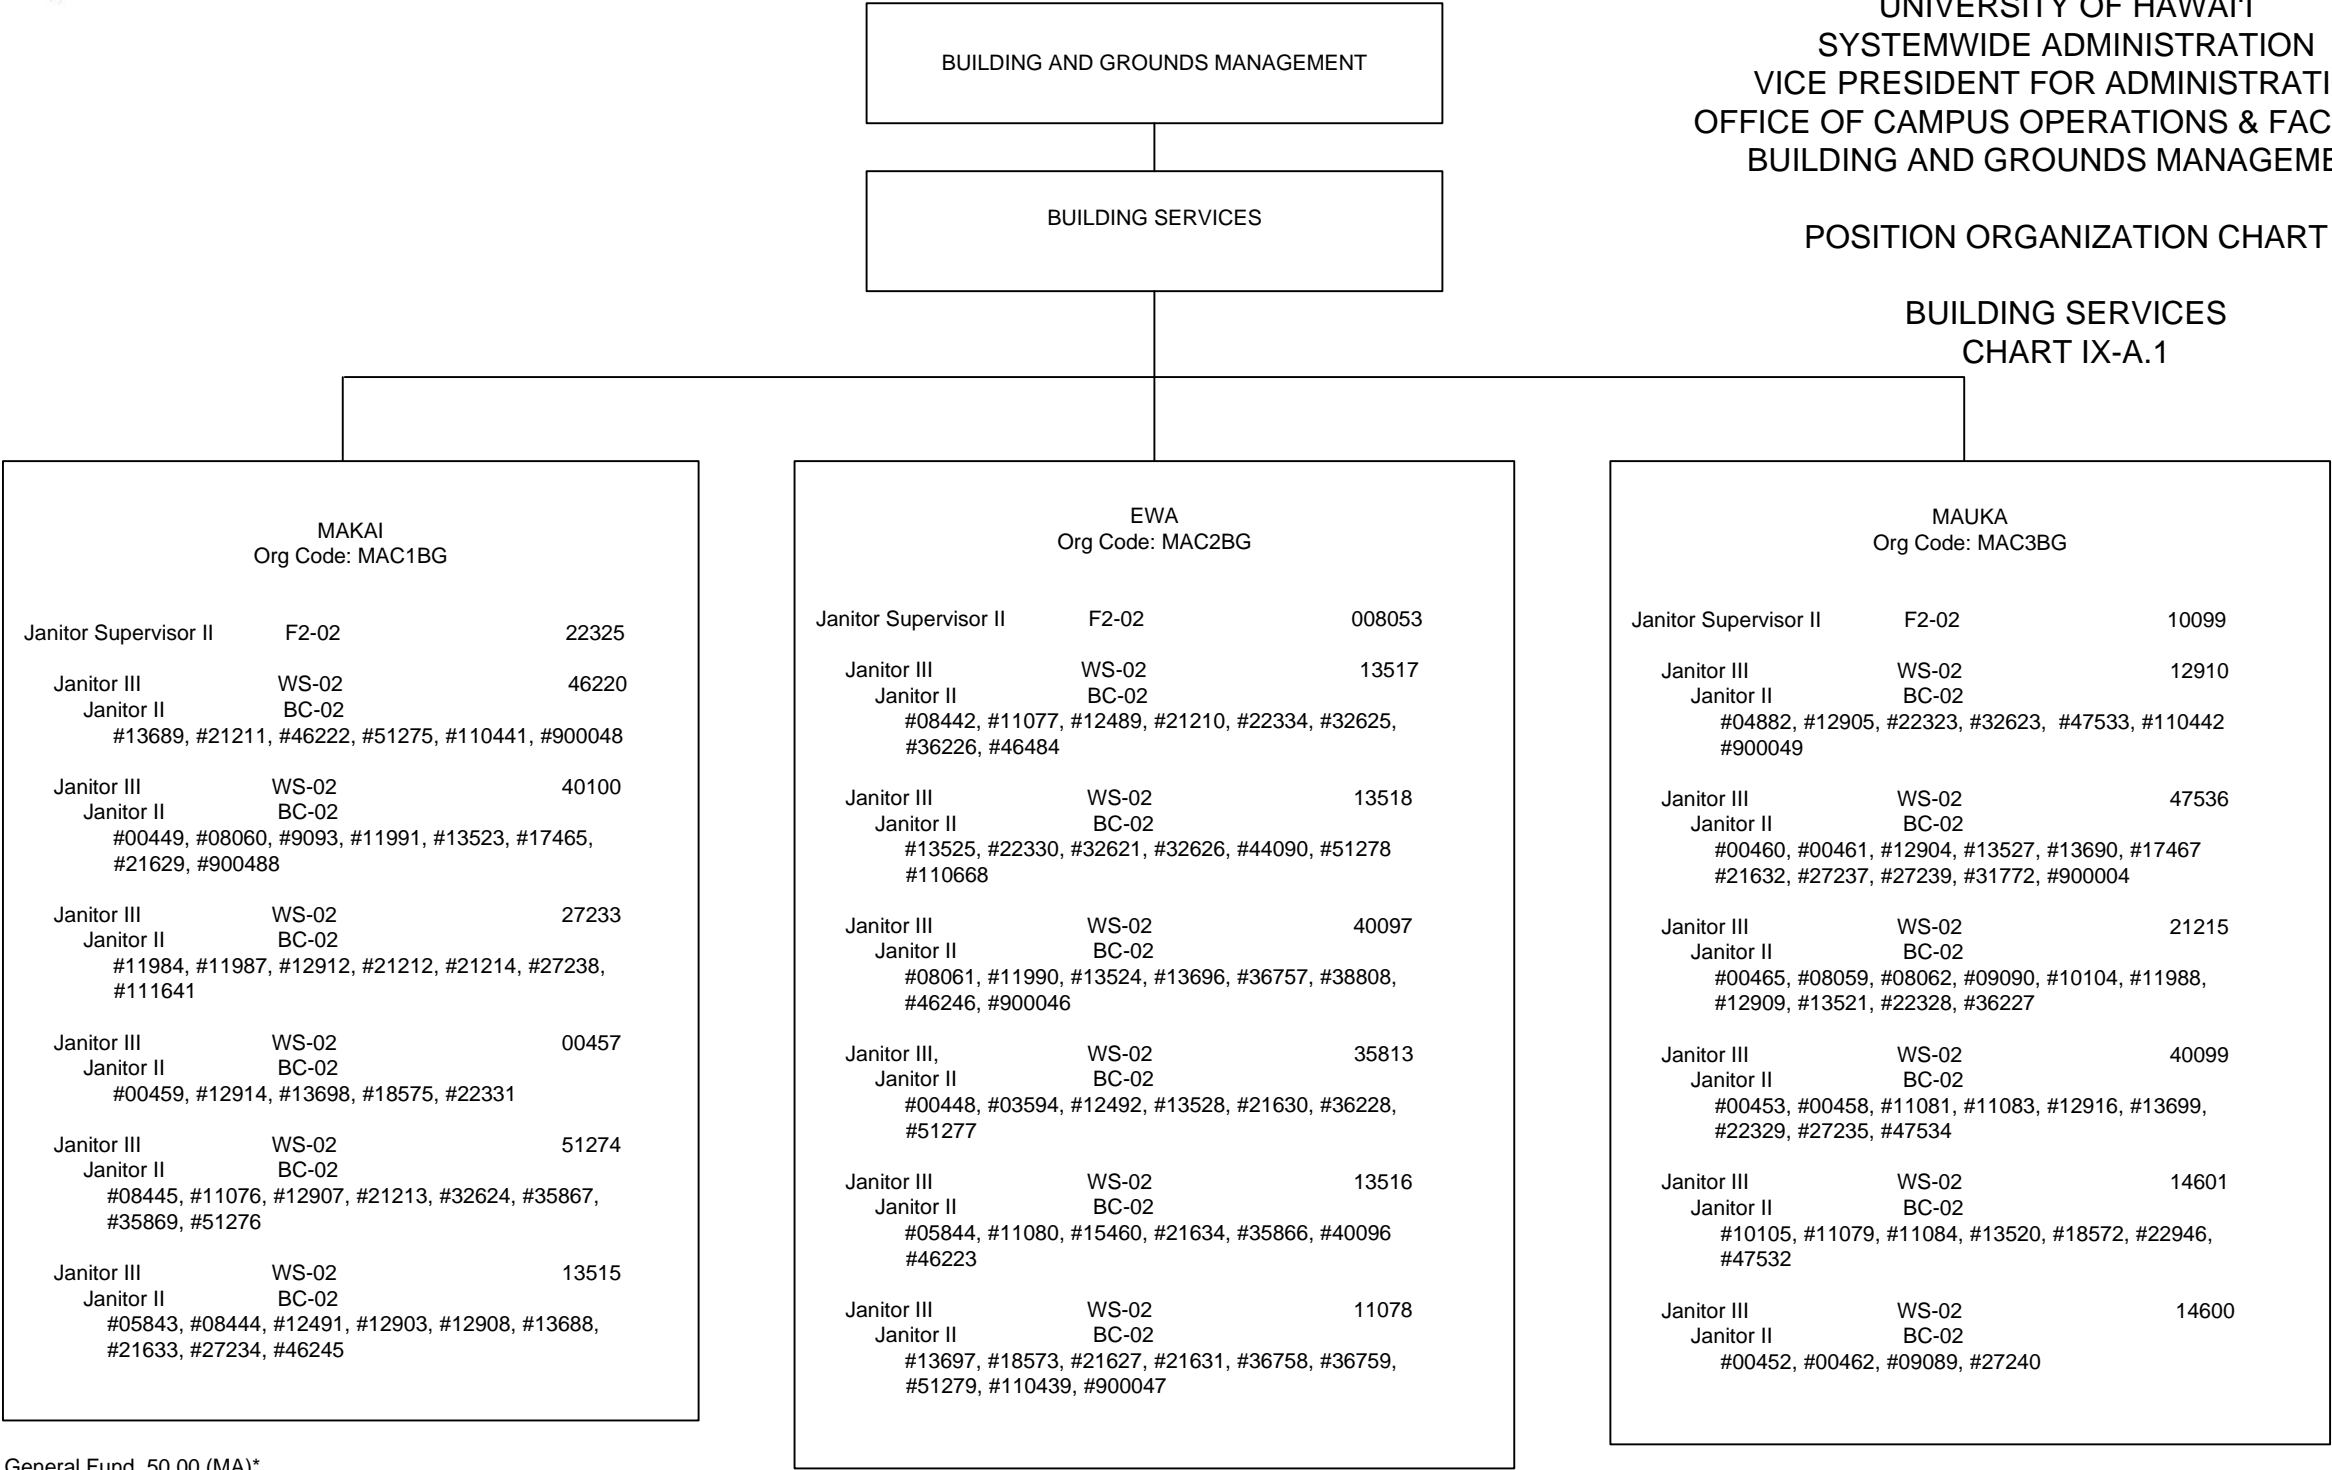 UNIVERSITY OF HAWAI'I
SYSTEMWIDE ADMINISTRATION
VICE PRESIDENT FOR ADMINISTRATI
OFFICE OF CAMPUS OPERATIONS & FAC
BUILDING AND GROUNDS MANAGEME
POSITION ORGANIZATION CHART
BUILDING SERVICES
CHART IX-A.1
BUILDING AND GROUNDS MANAGEMENT
BUILDING SERVICES
MAKAI
Org Code: MAC1BG
Janitor Supervisor II F2-02 22325
Janitor III WS-02 46220
Janitor II BC-02
#13689, #21211, #46222, #51275, #110441, #900048
Janitor III WS-02 40100
Janitor II BC-02
#00449, #08060, #9093, #11991, #13523, #17465,
#21629, #900488
Janitor III WS-02 27233
Janitor II BC-02
#11984, #11987, #12912, #21212, #21214, #27238,
#111641
Janitor III WS-02 00457
Janitor II BC-02
#00459, #12914, #13698, #18575, #22331
Janitor III WS-02 51274
Janitor II BC-02
#08445, #11076, #12907, #21213, #32624, #35867,
#35869, #51276
Janitor III WS-02 13515
Janitor II BC-02
#05843, #08444, #12491, #12903, #12908, #13688,
#21633, #27234, #46245
EWA
Org Code: MAC2BG
Janitor Supervisor II F2-02 008053
Janitor III WS-02 13517
Janitor II BC-02
#08442, #11077, #12489, #21210, #22334, #32625,
#36226, #46484
Janitor III WS-02 13518
Janitor II BC-02
#13525, #22330, #32621, #32626, #44090, #51278
#110668
Janitor III WS-02 40097
Janitor II BC-02
#08061, #11990, #13524, #13696, #36757, #38808,
#46246, #900046
Janitor III, WS-02 35813
Janitor II BC-02
#00448, #03594, #12492, #13528, #21630, #36228,
#51277
Janitor III WS-02 13516
Janitor II BC-02
#05844, #11080, #15460, #21634, #35866, #40096
#46223
Janitor III WS-02 11078
Janitor II BC-02
#13697, #18573, #21627, #21631, #36758, #36759,
#51279, #110439, #900047
MAUKA
Org Code: MAC3BG
Janitor Supervisor II F2-02 10099
Janitor III WS-02 12910
Janitor II BC-02
#04882, #12905, #22323, #32623, #47533, #110442
#900049
Janitor III WS-02 47536
Janitor II BC-02
#00460, #00461, #12904, #13527, #13690, #17467
#21632, #27237, #27239, #31772, #900004
Janitor III WS-02 21215
Janitor II BC-02
#00465, #08059, #08062, #09090, #10104, #11988,
#12909, #13521, #22328, #36227
Janitor III WS-02 40099
Janitor II BC-02
#00453, #00458, #11081, #11083, #12916, #13699,
#22329, #27235, #47534
Janitor III WS-02 14601
Janitor II BC-02
#10105, #11079, #11084, #13520, #18572, #22946,
#47532
Janitor III WS-02 14600
Janitor II BC-02
#00452, #00462, #09089, #27240
General Fund 50.00 (MA)*